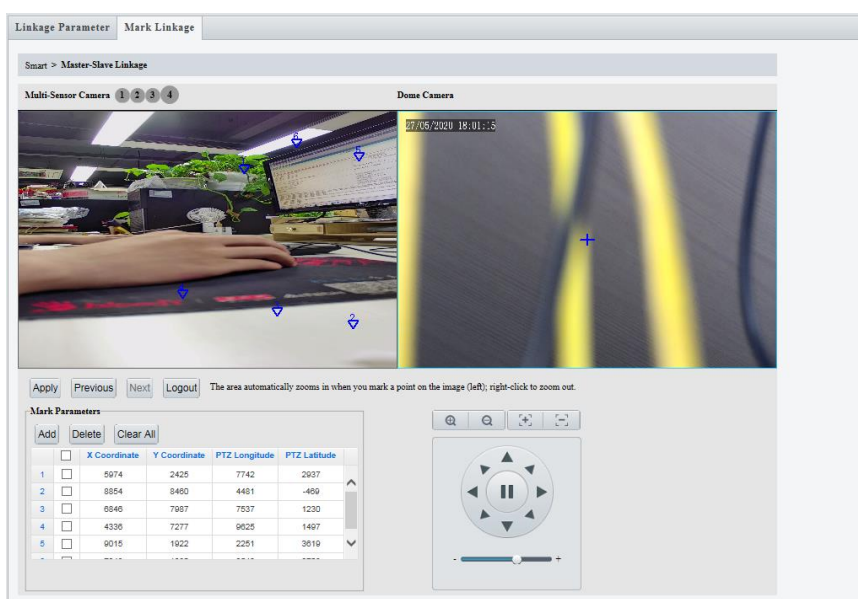 Linkage Parameter Mark Linkage
Smart > Master-Slave Linkage
Multi-Sensor Camera 1 2 3 4 Dome Camera
27/05/2020 18:01:15
6
5
2
Apply Previous Next Logout The area automatically zooms in when you mark a point on the image (left); right-click to zoom out.
Mark Parameters
Add Delete Clear All
X Coordinate Y Coordinate PTZ Longitude PTZ Latitude
1 5974 2425 7742 2937
2 8854 8460 4481 -469
3 6846 7987 7537 1230
4 4336 7277 9625 1497
5 9015 1922 2251 3619
- +